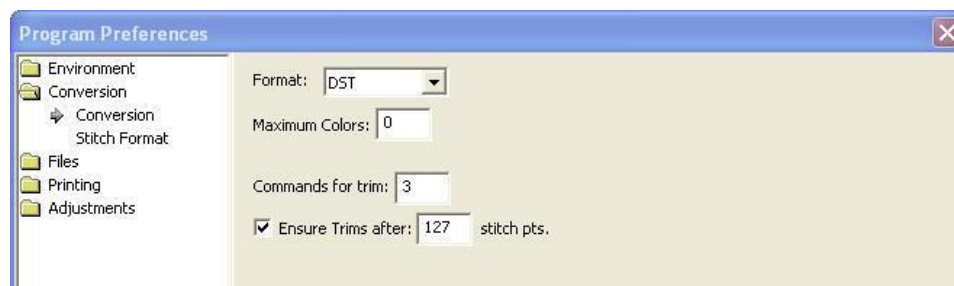 Program Preferences
Environment
Conversion
Conversion
Stitch Format
Files
Printing
Adjustments
Format: DST
Maximum Colors: 0
Commands for trim: 3
Ensure Trims after: 127 stitch pts.